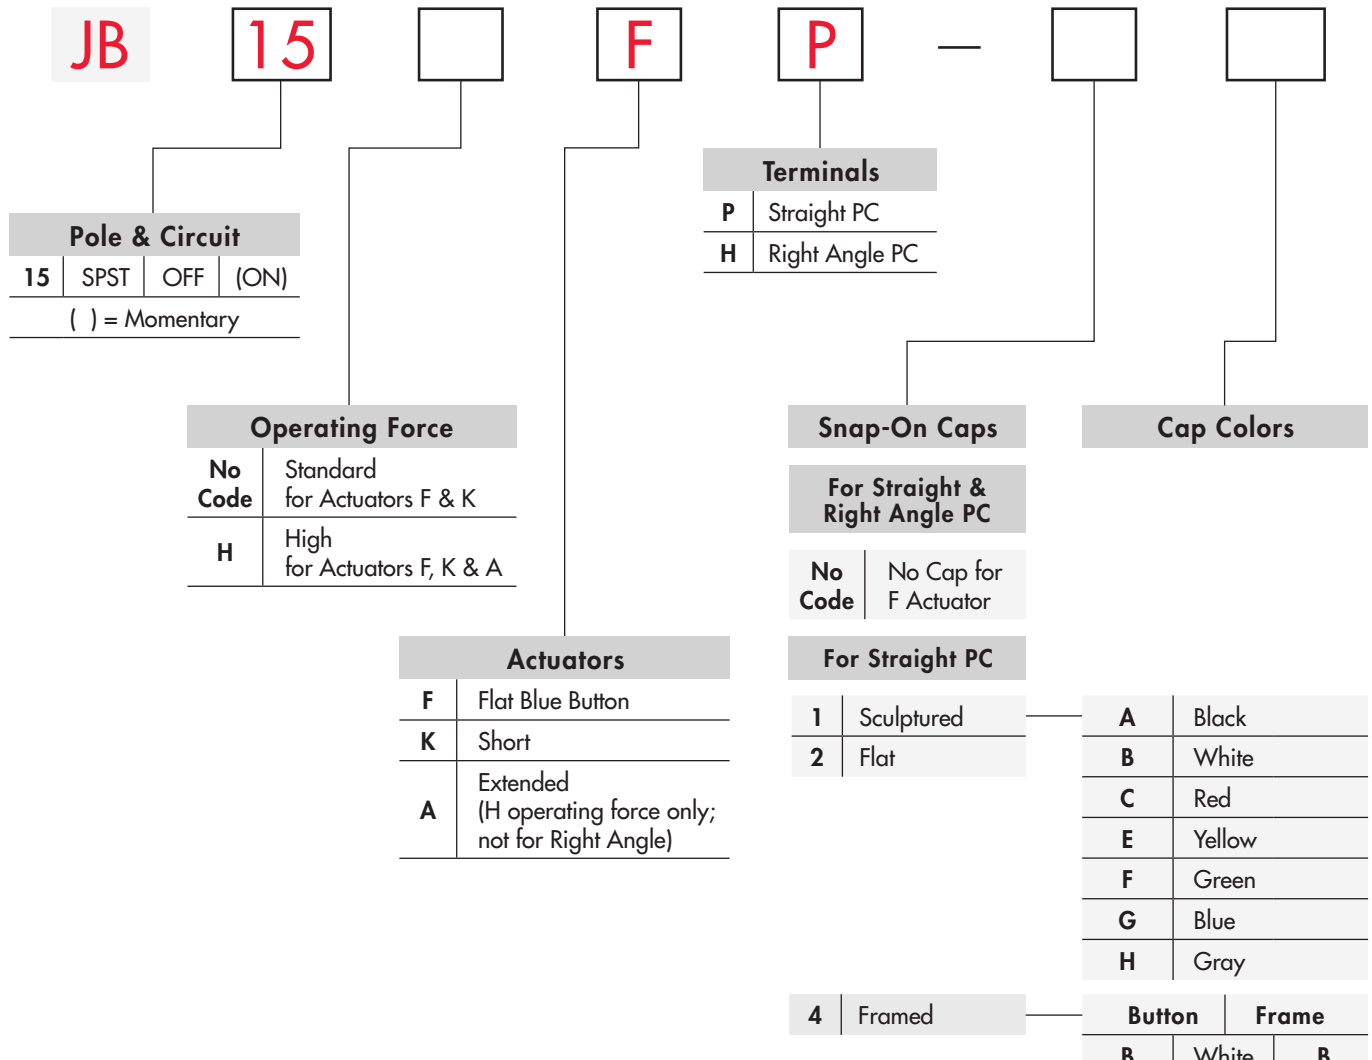 JB 15 F P —
Terminals
P Straight PC
H Right Angle PC
Pole & Circuit
15 SPST OFF (ON)
( ) = Momentary
Operating Force
No Code Standard
for Actuators F & K
H High
for Actuators F, K & A
Actuators
F Flat Blue Button
K Short
A Extended
(H operating force only;
not for Right Angle)
Snap-On Caps
For Straight &
Right Angle PC
No Code No Cap for
F Actuator
For Straight PC
1 Sculptured
2 Flat
4 Framed
Cap Colors
A Black
B White
C Red
E Yellow
F Green
G Blue
H Gray
Button Frame
B White B